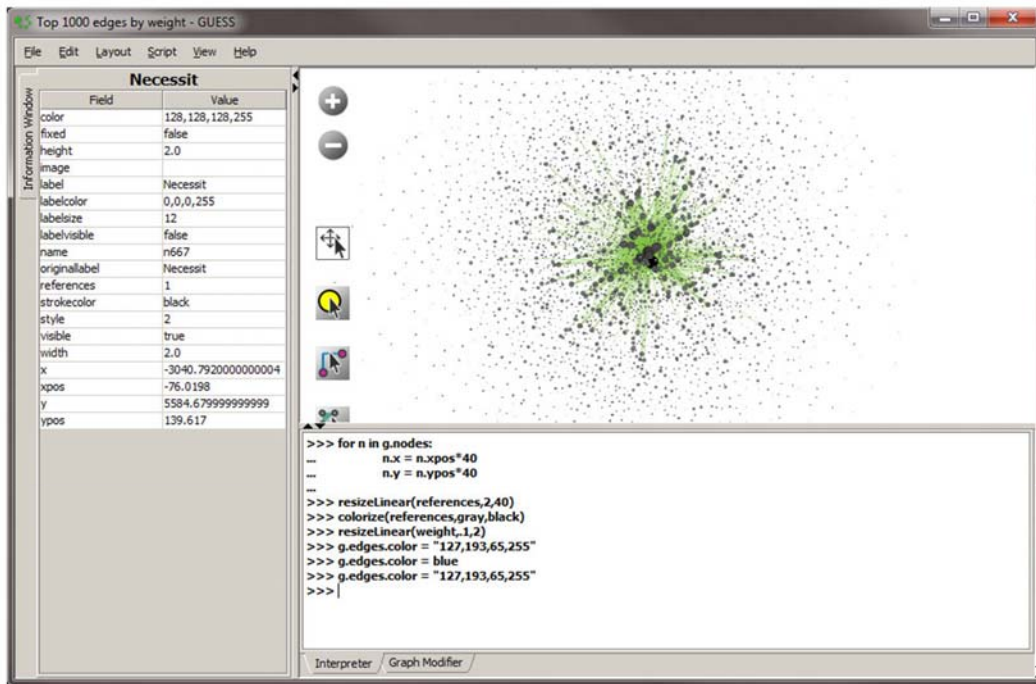 Top 1000 edges by weight - GUESS
File Edit Layout Script View Help
Information Window
Necessit
Field Value
color 128,128,128,255
fixed false
height 2.0
image
label Necessit
labelcolor 0,0,0,255
labelsize 12
labelvisible false
name n667
originallabel Necessit
references 1
strokecolor black
style 2
visible true
width 2.0
x -3040.7920000000004
xpos -76.0198
y 5584.679999999999
ypos 139.617
>>> for n in g.nodes:
... n.x = n.xpos*40
... n.y = n.ypos*40
...
>>> resizeLinear(references,2,40)
>>> colorize(references,gray,black)
>>> resizeLinear(weight,.1,2)
>>> g.edges.color = "127,193,65,255"
>>> g.edges.color = blue
>>> g.edges.color = "127,193,65,255"
>>>
Interpreter Graph Modifier